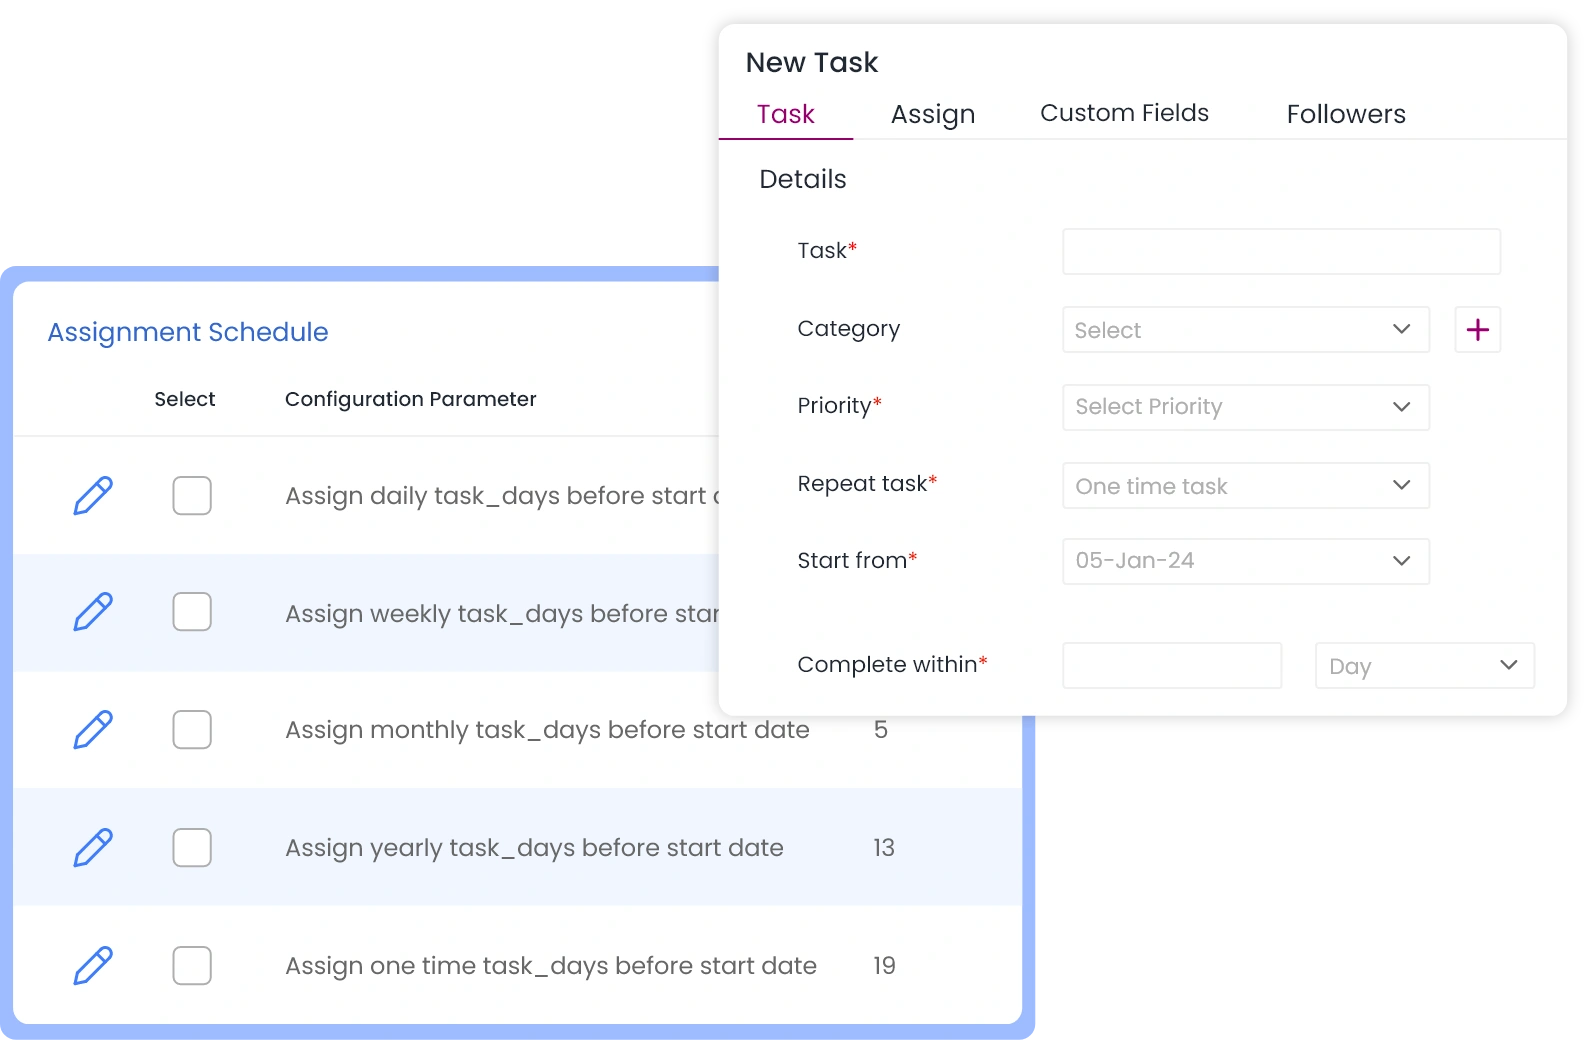 New Task
Task Assign Custom Fields Followers
Details
Task*
Category Select
Priority* Select Priority
Repeat task* One time task
Start from* 05-Jan-24
Complete within* Day
Assignment Schedule
Select Configuration Parameter
Assign daily task_days before start
Assign weekly task_days before
Assign monthly task_days before start date 5
Assign yearly task_days before start date 13
Assign one time task_days before start date 19